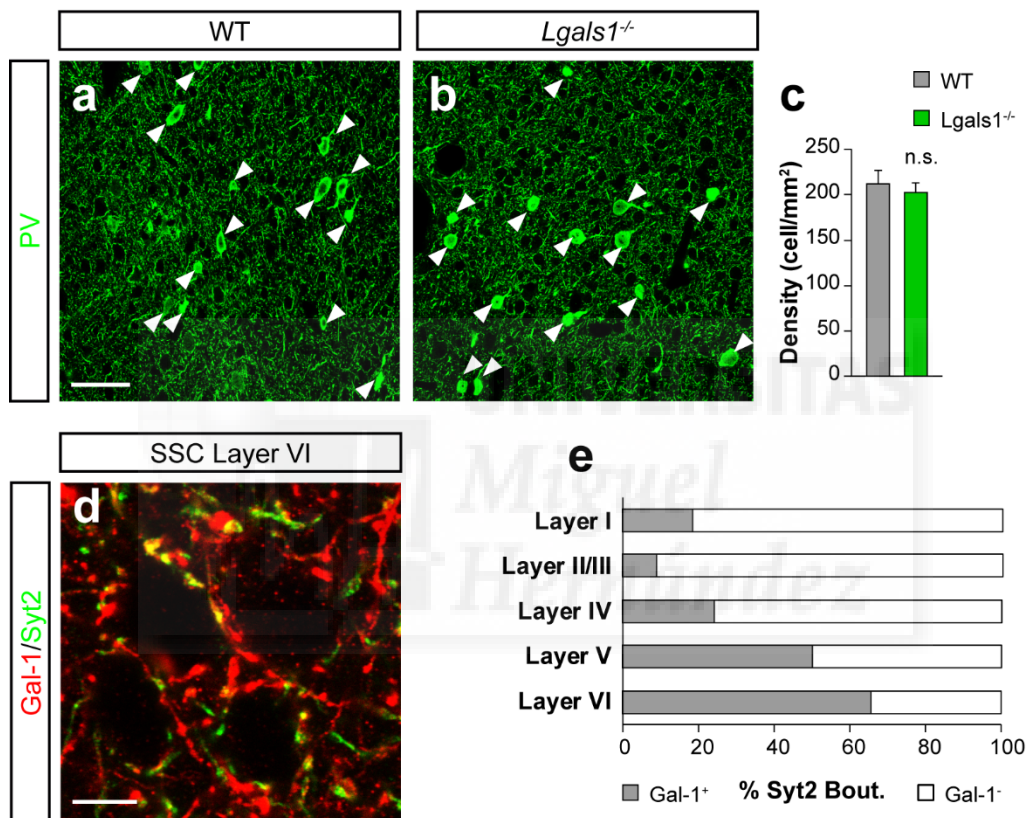 WT
Lgals1-/-
PV
a
b
c
WT
Lgals1-/-
n.s.
Density (cell/mm²)
250
200
150
100
50
0
UNIVERSITAS
Miguel
Hernández
SSC Layer VI
Gal-1/Syt2
d
e
Layer I
Layer II/III
Layer IV
Layer V
Layer VI
0 20 40 60 80 100
Gal-1+ % Syt2 Bout. Gal-1-